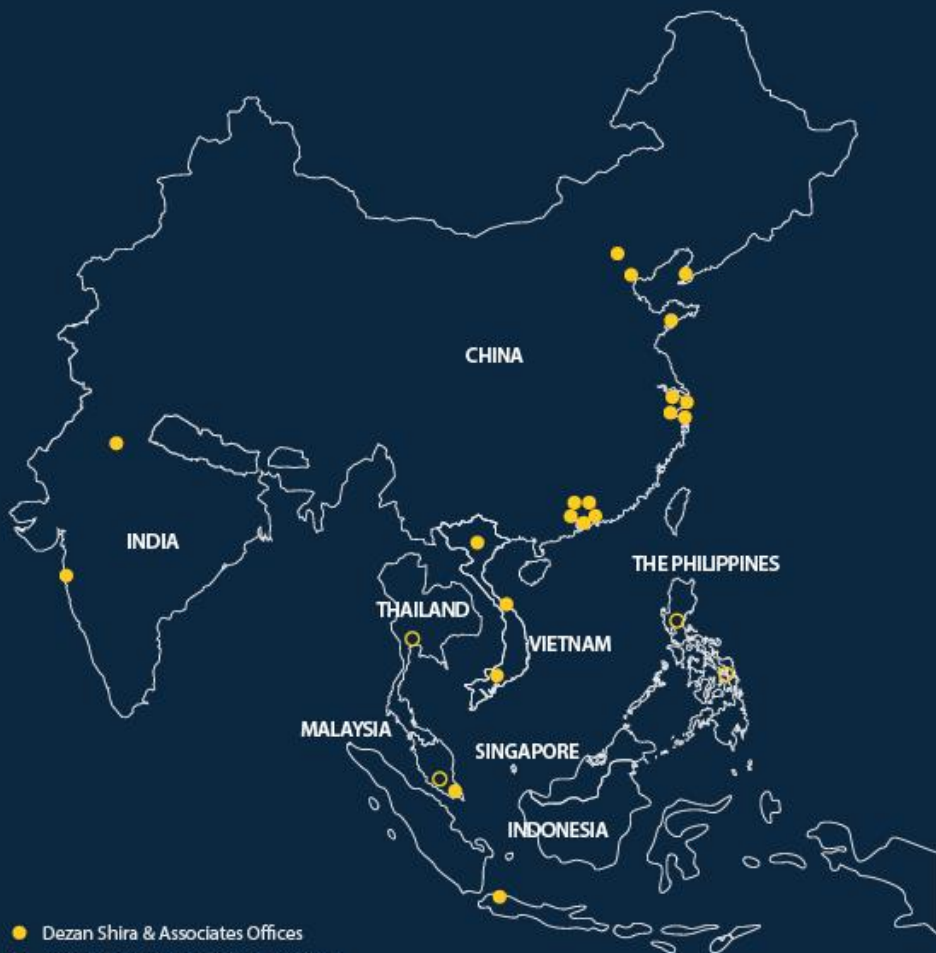 CHINA
INDIA
THE PHILIPPINES
THAILAND
VIETNAM
MALAYSIA
SINGAPORE
INDONESIA
Dezan Shira & Associates Offices